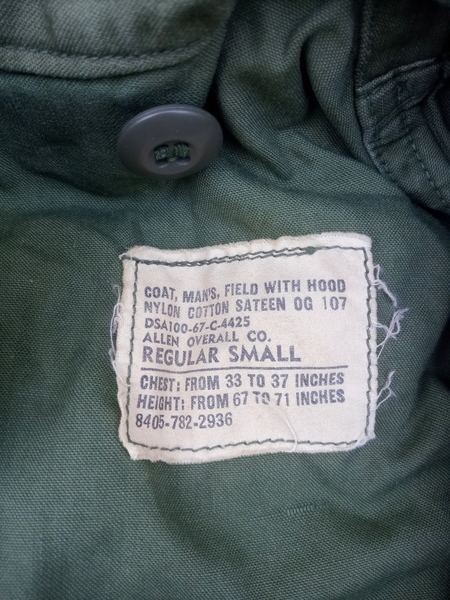 COAT, MAN'S, FIELD WITH HOOD
NYLON COTTON SATEEN OG 107
DSA100-67-C-4425
ALLEN OVERALL CO.
REGULAR SMALL
CHEST: FROM 33 TO 37 INCHES
HEIGHT: FROM 67 TO 71 INCHES
8405-782-2936